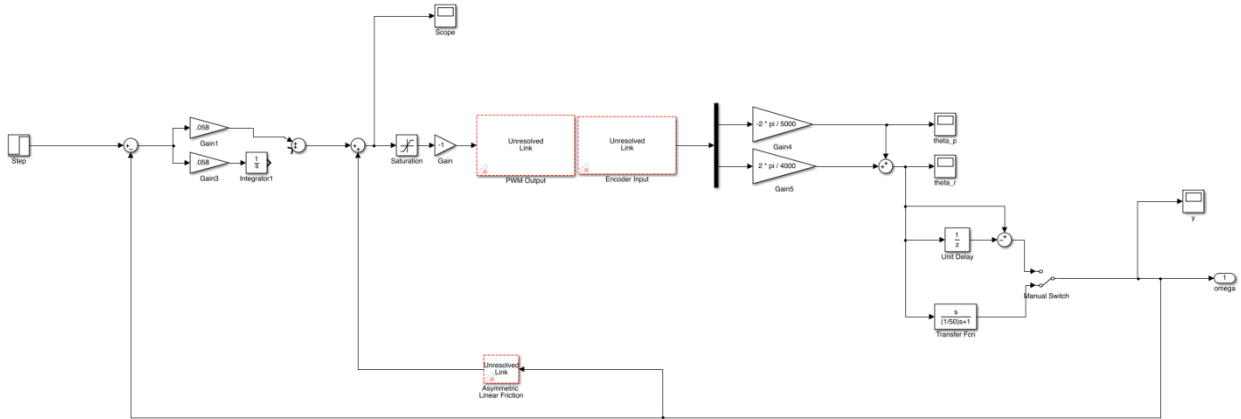 Scope
Step
+
−
.058
Gain1
.058
Gain3
1
s
Integrator1
+
+
+
+
Saturation
-1
Gain
Unresolved
Link
PWM Output
Unresolved
Link
Encoder Input
-2 * pi / 5000
Gain4
2 * pi / 4000
Gain5
theta_p
+
+
theta_r
1
z
Unit Delay
−
+
s
(1/50)s+1
Transfer Fcn
Manual Switch
y
1
omega
Unresolved
Link
Asymmetric
Linear Friction